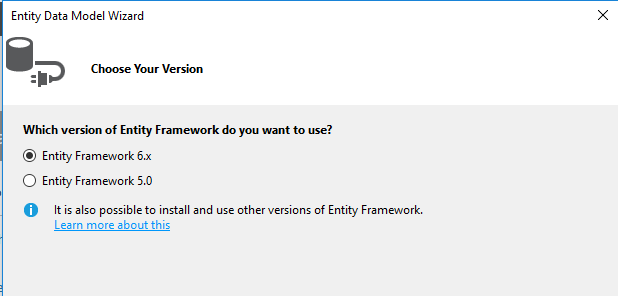 Entity Data Model Wizard
Choose Your Version
Which version of Entity Framework do you want to use?
Entity Framework 6.x
Entity Framework 5.0
It is also possible to install and use other versions of Entity Framework.
Learn more about this